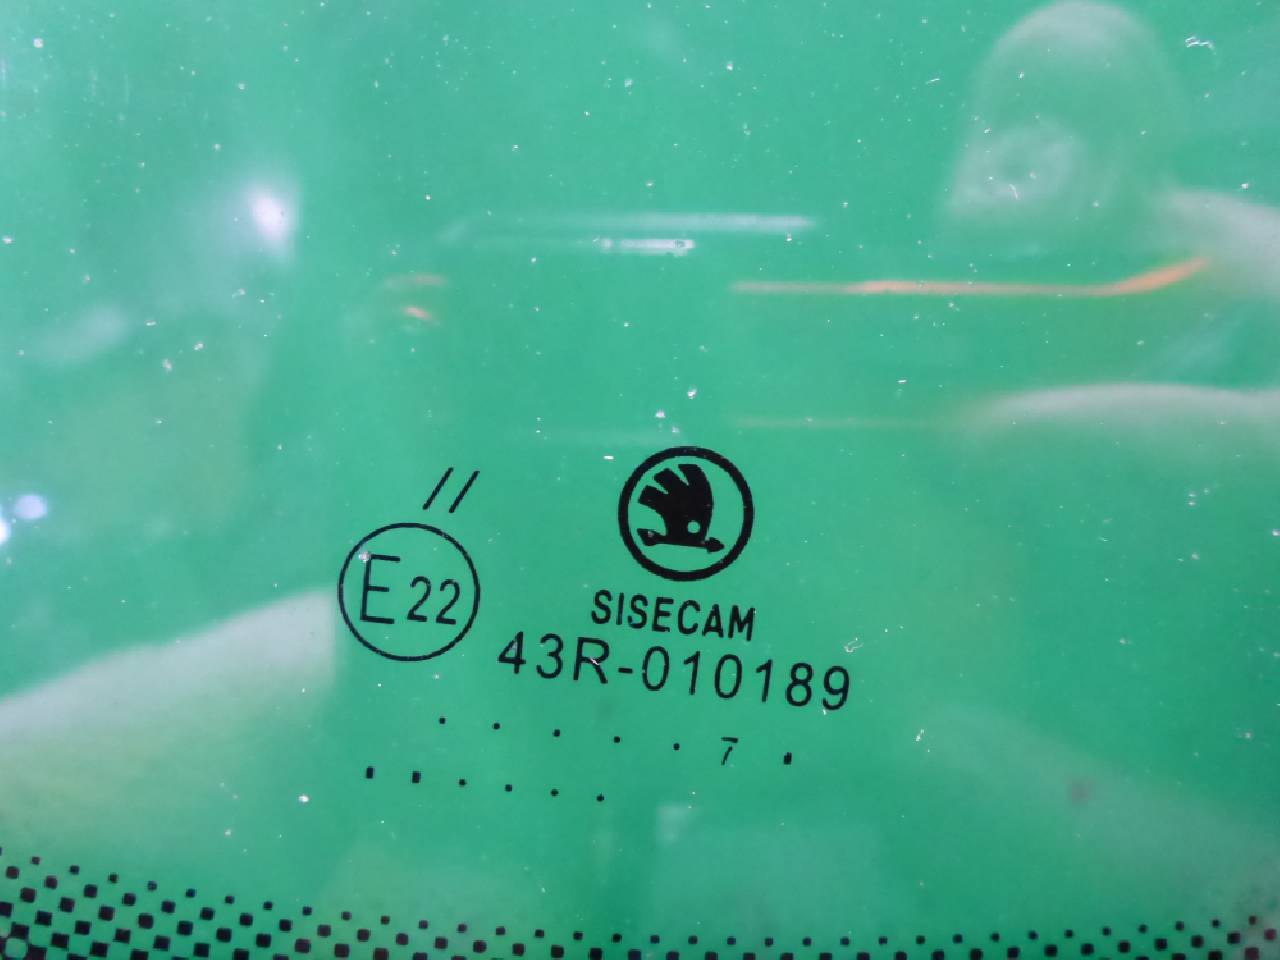 //
E22
SISECAM
43R-010189
. . . . . 7 .
. . . . . .